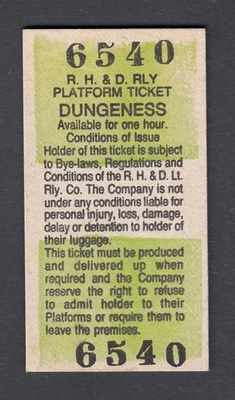 6540
R. H. & D. RLY
PLATFORM TICKET
DUNGENESS
Available for one hour.
Conditions of Issue
Holder of this ticket is subject
to Bye-laws, Regulations and
Conditions of the R. H. & D. Lt.
Rly. Co. The Company is not
under any conditions liable for
personal injury, loss, damage,
delay or detention to holder of
their luggage.
This ticket must be produced
and delivered up when
required and the Company
reserve the right to refuse
to admit holder to their
Platforms or require them to
leave the premises.
6540